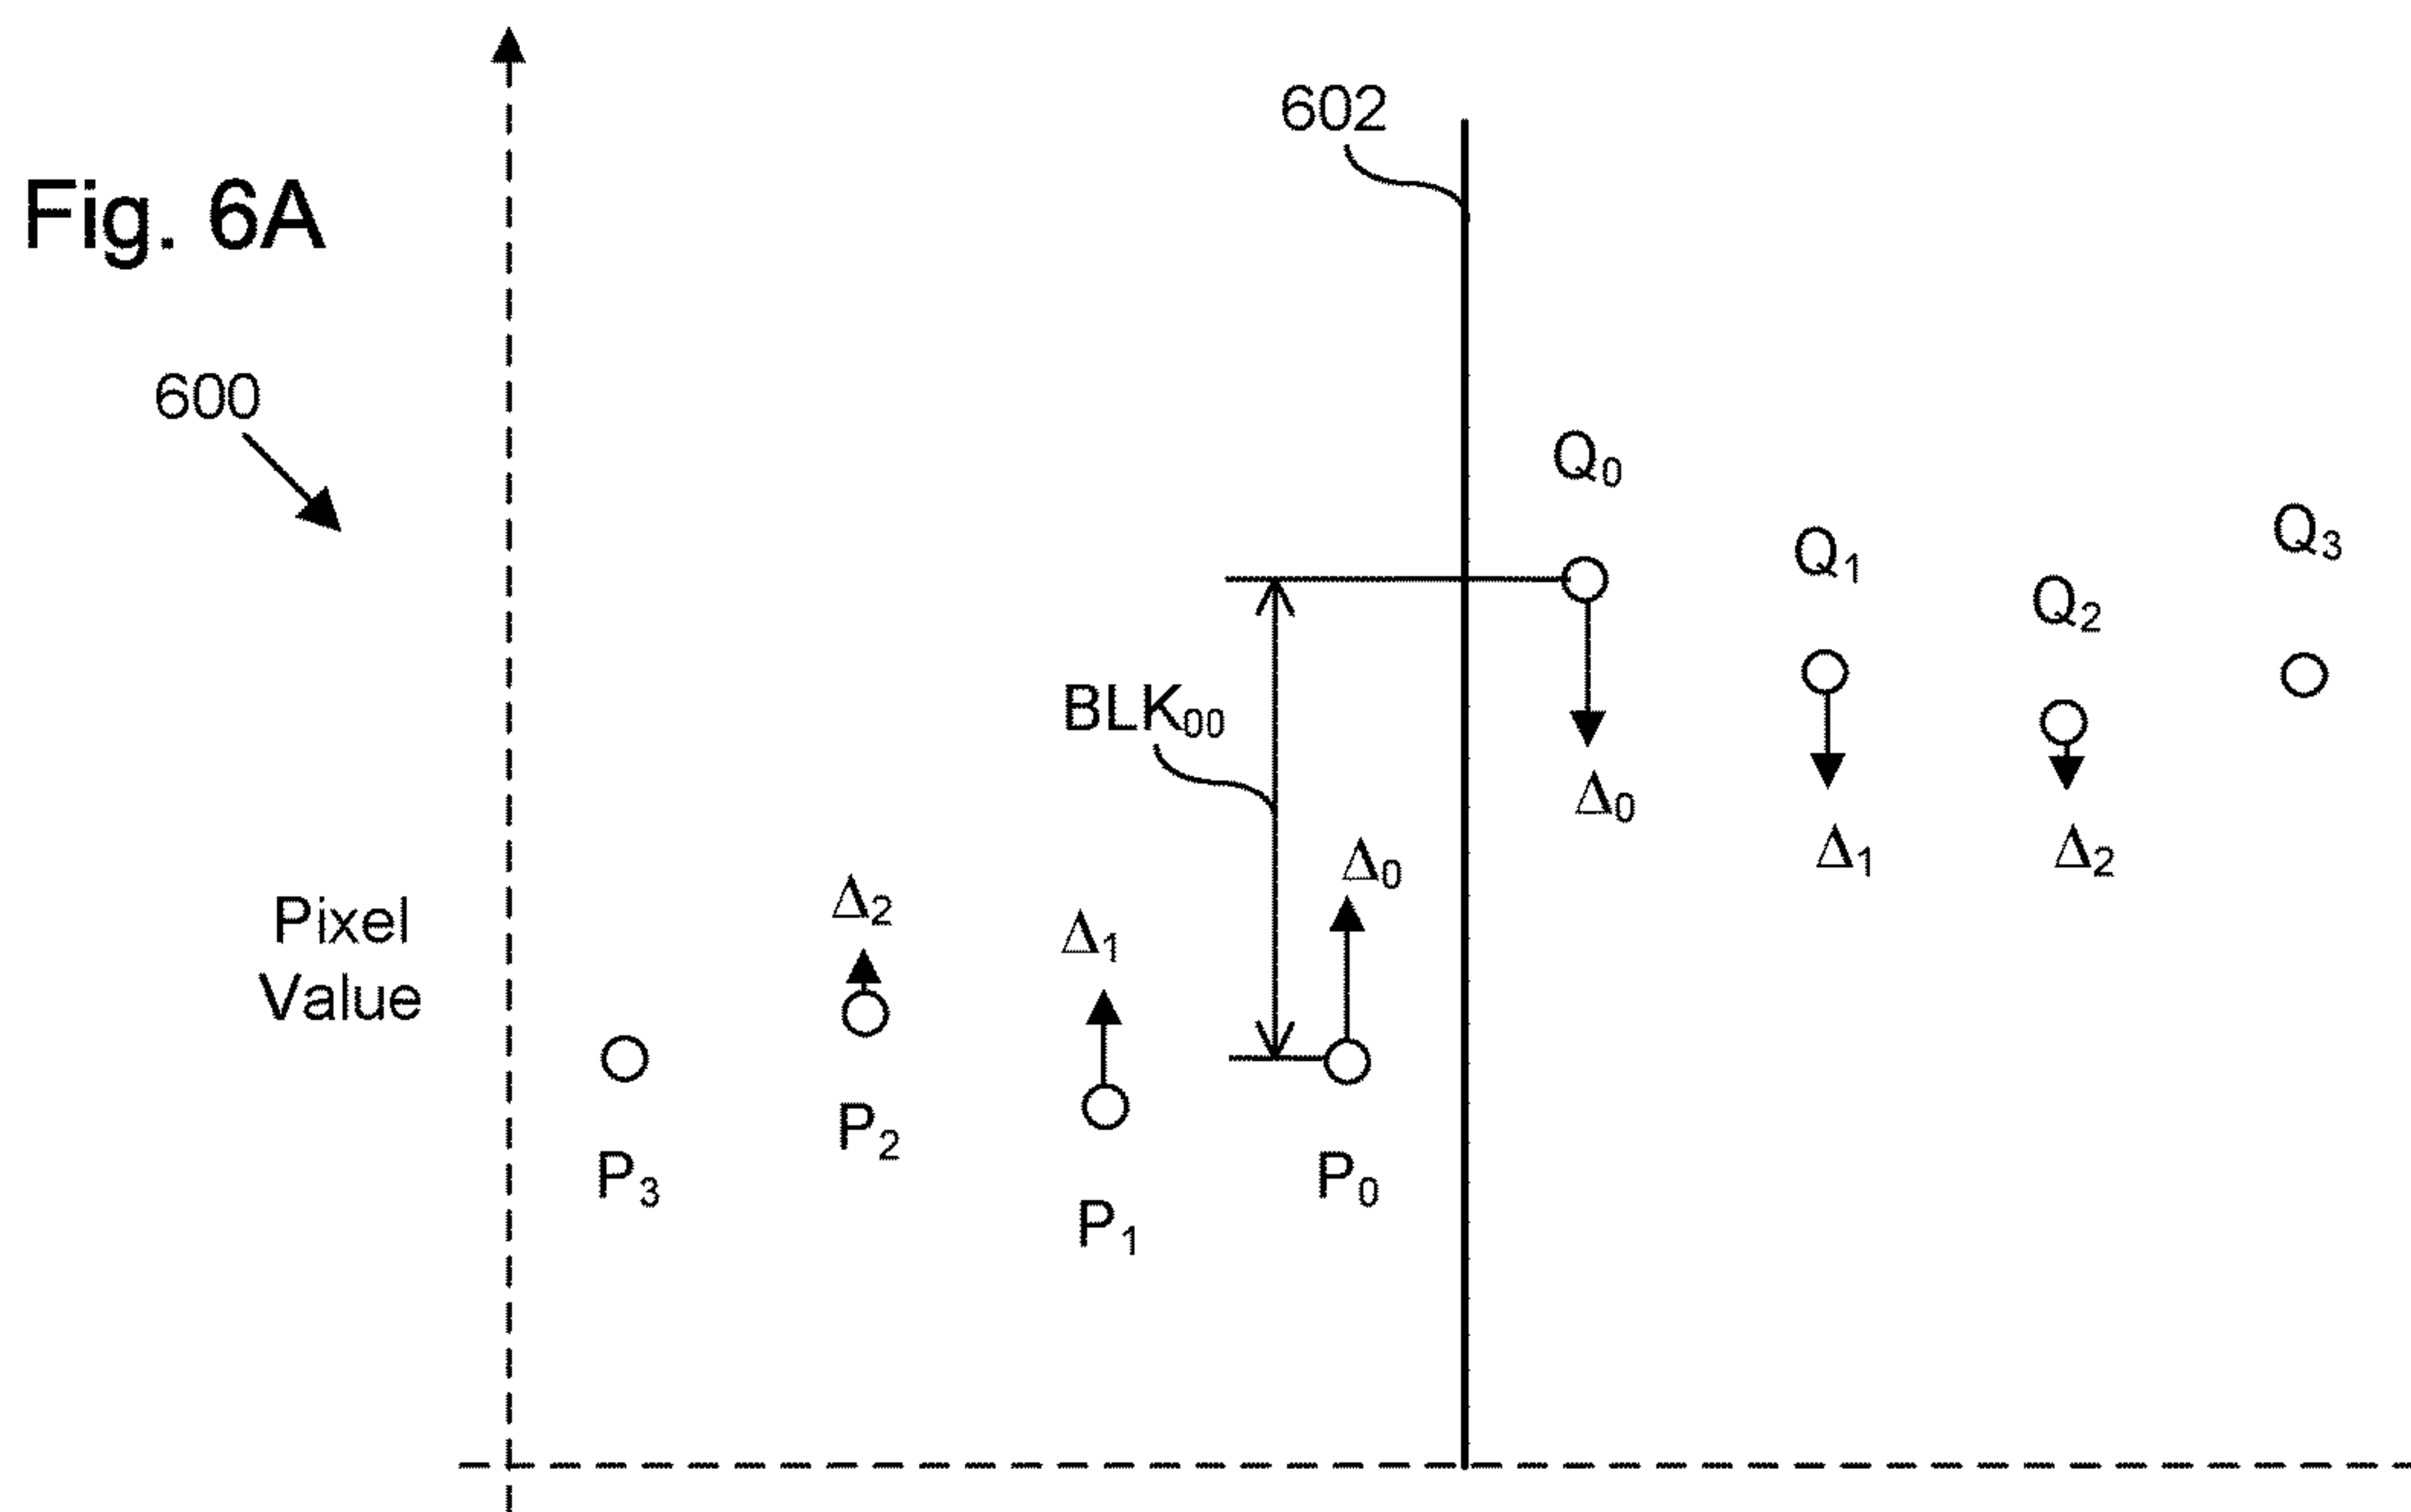 602
Fig. 6A
600
Q₀
Q₁
Q₃
Q₂
BLK₀₀
Δ₀
Δ₁
Δ₂
Δ₀
Δ₂
Δ₁
Pixel
Value
P₂
P₃
P₀
P₁